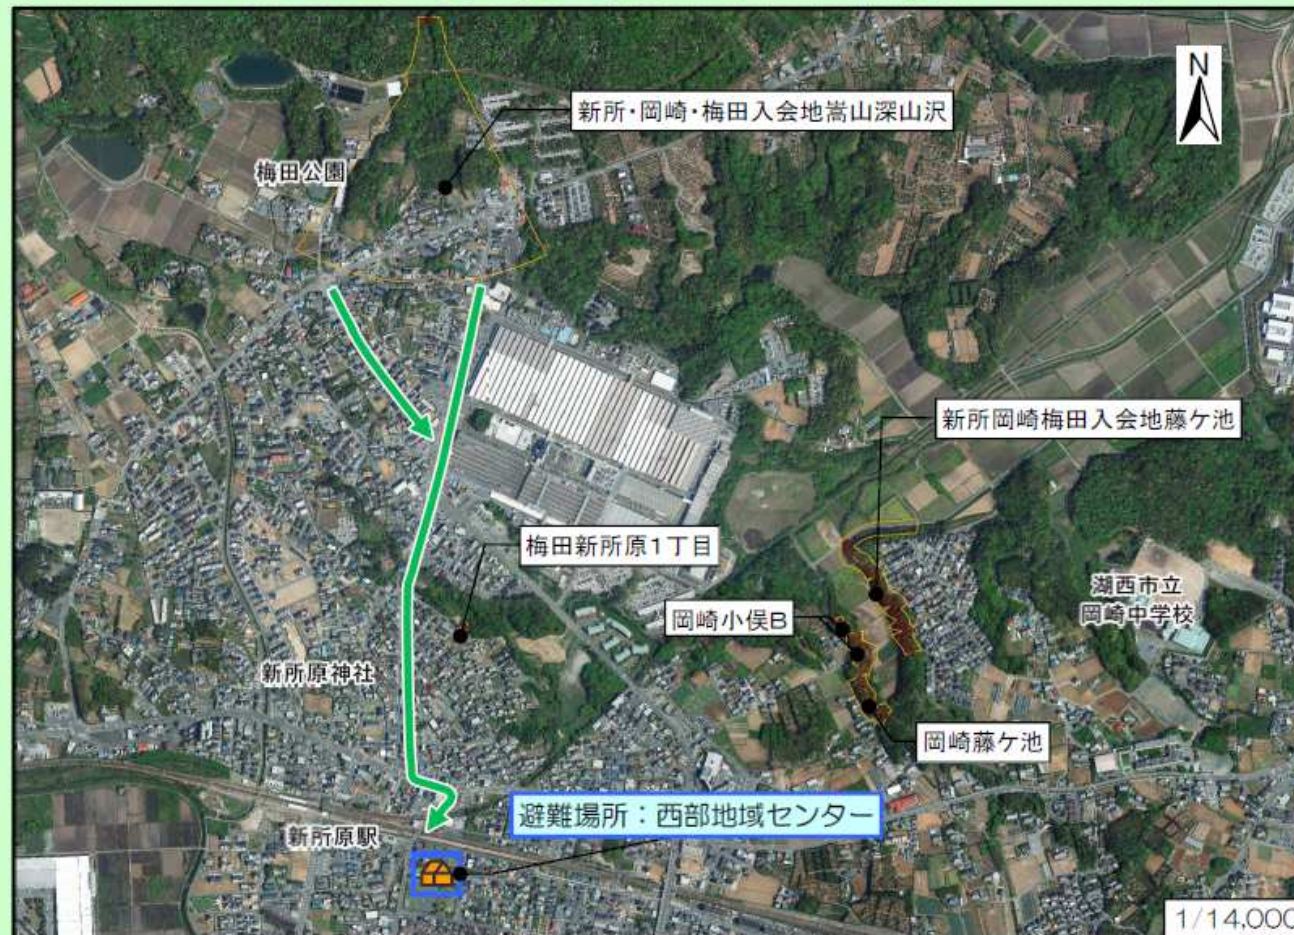 N
新所・岡崎・梅田入会地嵩山深山沢
梅田公園
新所岡崎梅田入会地藤ケ池
梅田新所原1丁目
湖西市立
岡崎中学校
岡崎小俣B
新所原神社
岡崎藤ケ池
避難場所：西部地域センター
新所原駅
1/14,000